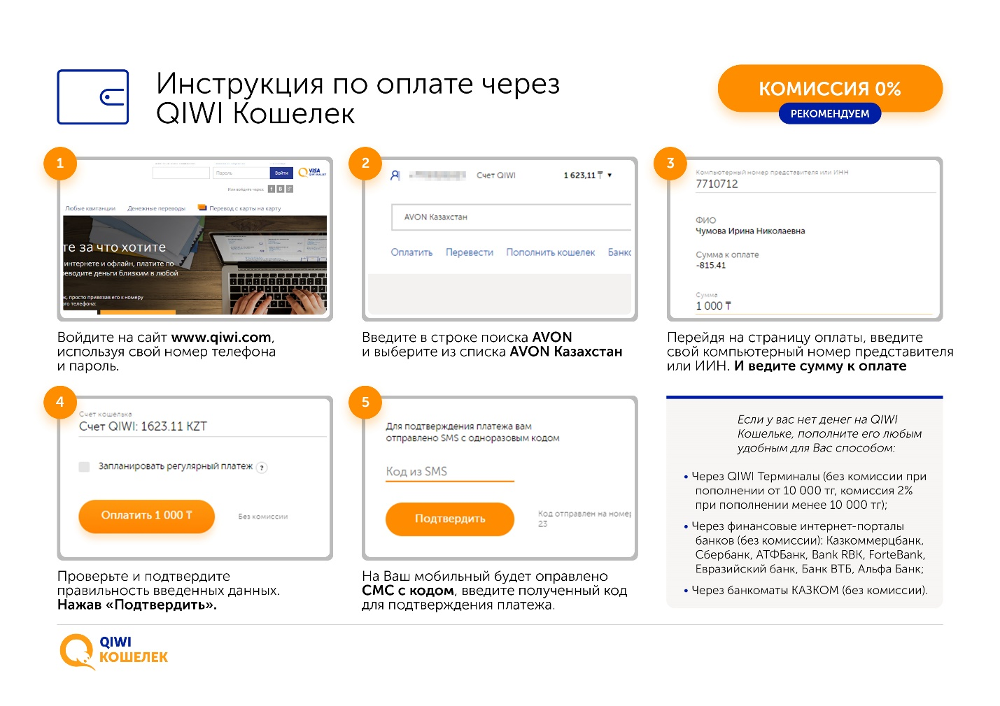 Инструкция по оплате через
QIWI Кошелек
КОМИССИЯ 0%
РЕКОМЕНДУЕМ
1
Пароль
Войти
VISA
QIWI WALLET
Или войдите через:
Любые квитанции Денежные переводы Перевод с карты на карту
те за что хотите
интернете и офлайн, платите по
реводите деньги близким в любой
к, просто привязав его к номеру
ого телефона:
Войдите на сайт www.qiwi.com,
используя свой номер телефона
и пароль.
2
Счет QIWI 1 623,11 ₸ ▼
AVON Казахстан
Оплатить Перевести Пополнить кошелек Банко
Введите в строке поиска AVON
и выберите из списка AVON Казахстан
3
Компьютерный номер представителя или ИНН
7710712
ФИО
Чумова Ирина Николаевна
Сумма к оплате
-815.41
Сумма
1 000 ₸
Перейдя на страницу оплаты, введите
свой компьютерный номер представителя
или ИИН. И ведите сумму к оплате
4
Счет кошелька
Счет QIWI: 1623.11 KZT
Запланировать регулярный платеж ?
Оплатить 1 000 ₸
Без комиссии
Проверьте и подтвердите
правильность введенных данных.
Нажав «Подтвердить».
5
Для подтверждения платежа вам
отправлено SMS с одноразовым кодом
Код из SMS
Подтвердить
Код отправлен на номер
23
На Ваш мобильный будет оправлено
СМС с кодом, введите полученный код
для подтверждения платежа.
Если у вас нет денег на QIWI
Кошельке, пополните его любым
удобным для Вас способом:
• Через QIWI Терминалы (без комиссии при
пополнении от 10 000 тг, комиссия 2%
при пополнении менее 10 000 тг);
• Через финансовые интернет-порталы
банков (без комиссии): Казкоммерцбанк,
Сбербанк, АТФБанк, Bank RBK, ForteBank,
Евразийский банк, Банк ВТБ, Альфа Банк;
• Через банкоматы КАЗКОМ (без комиссии).
QIWI
КОШЕЛЕК